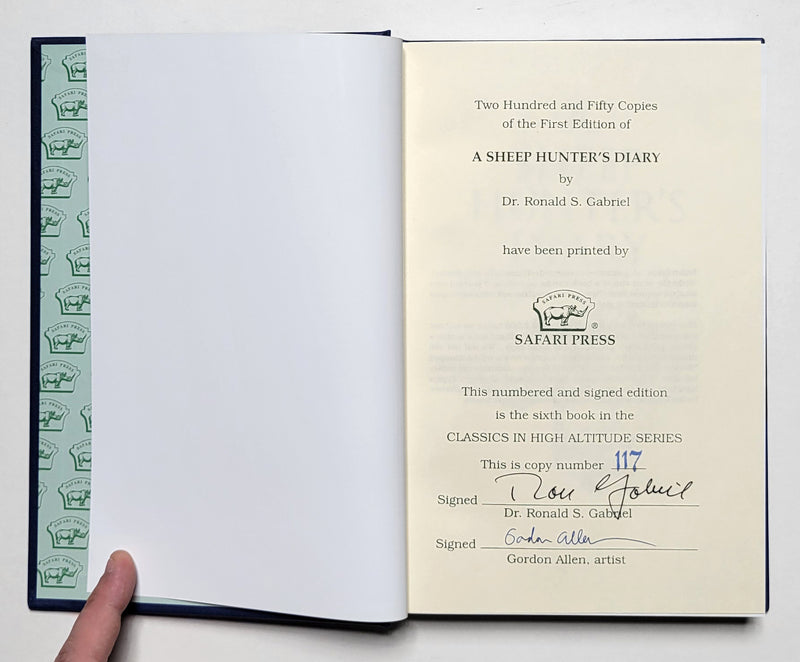 Two Hundred and Fifty Copies
of the First Edition of
A SHEEP HUNTER'S DIARY
by
Dr. Ronald S. Gabriel
have been printed by
SAFARI PRESS
®
SAFARI PRESS
This numbered and signed edition
is the sixth book in the
CLASSICS IN HIGH ALTITUDE SERIES
This is copy number 117
Signed Ron Gabriel
Dr. Ronald S. Gabriel
Signed Gordon Allen
Gordon Allen, artist